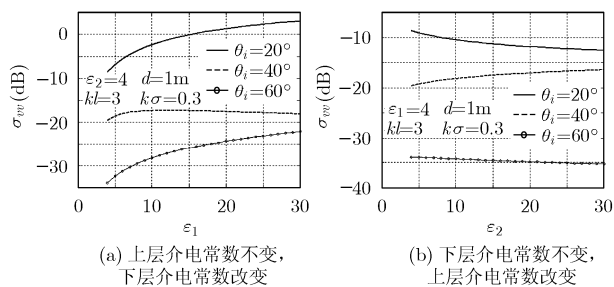 0
−10
−20
−30
σvv(dB)
ε2=4 d=1m
kl=3 kσ=0.3
θi=20°
θi=40°
θi=60°
0 10 20 30
ε1
(a) 上层介电常数不变,
下层介电常数改变
0
−10
−20
−30
−40
σvv(dB)
ε1=4 d=1m
kl=3 kσ=0.3
θi=20°
θi=40°
θi=60°
0 10 20 30
ε2
(b) 下层介电常数不变,
上层介电常数改变